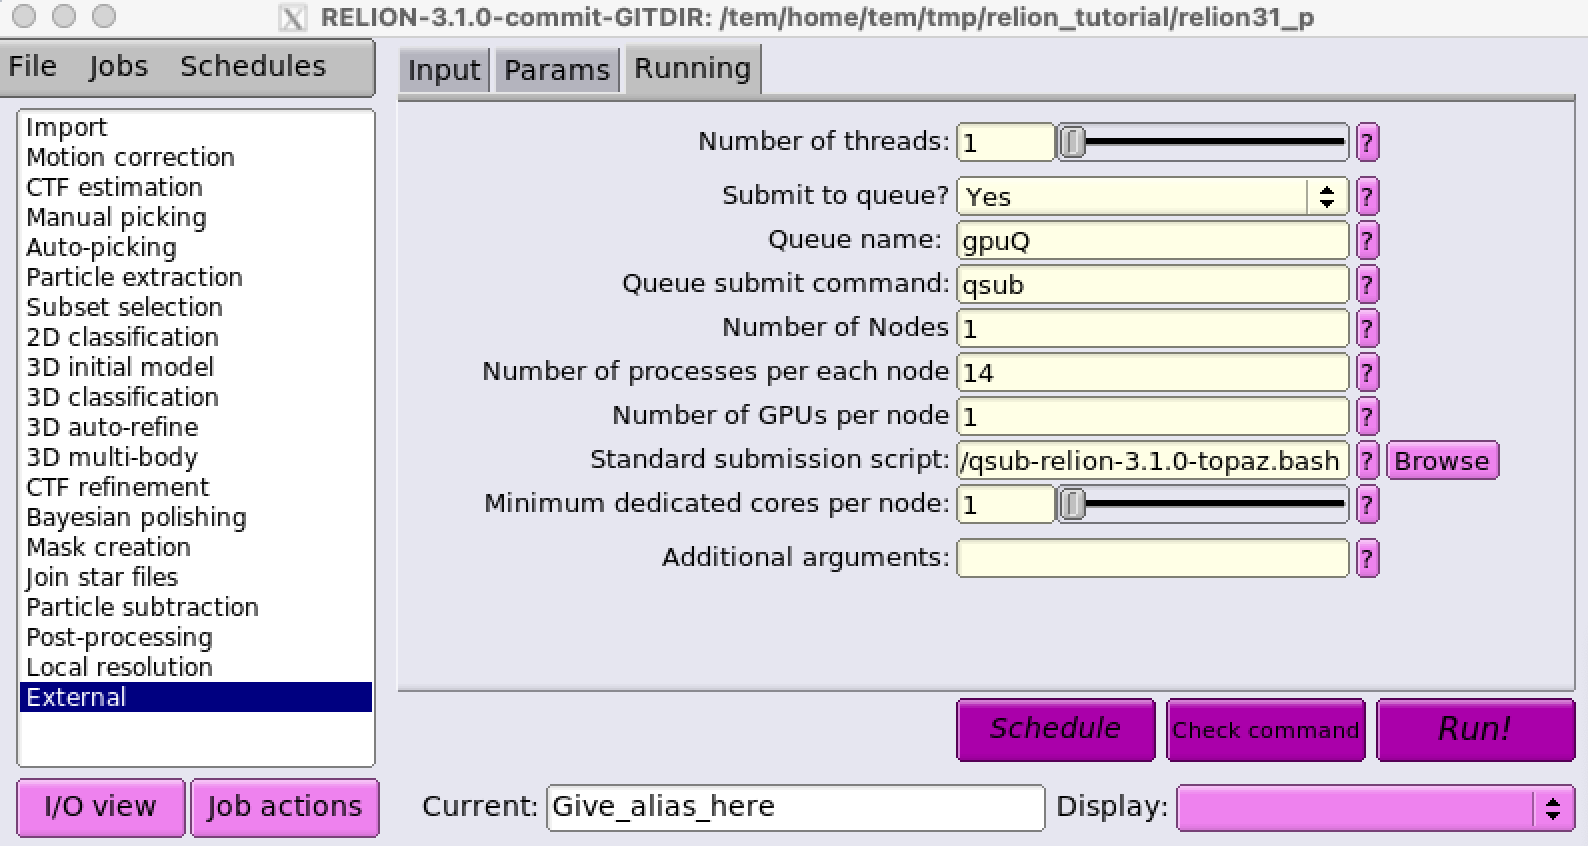 RELION-3.1.0-commit-GITDIR: /tem/home/tem/tmp/relion_tutorial/relion31_p
File Jobs Schedules
Input Params Running
Import
Motion correction
CTF estimation
Manual picking
Auto-picking
Particle extraction
Subset selection
2D classification
3D initial model
3D classification
3D auto-refine
3D multi-body
CTF refinement
Bayesian polishing
Mask creation
Join star files
Particle subtraction
Post-processing
Local resolution
External
Number of threads: 1 ?
Submit to queue? Yes ?
Queue name: gpuQ ?
Queue submit command: qsub ?
Number of Nodes 1 ?
Number of processes per each node 14 ?
Number of GPUs per node 1 ?
Standard submission script: /qsub-relion-3.1.0-topaz.bash ? Browse
Minimum dedicated cores per node: 1 ?
Additional arguments: ?
Schedule Check command Run!
I/O view Job actions Current: Give_alias_here Display: